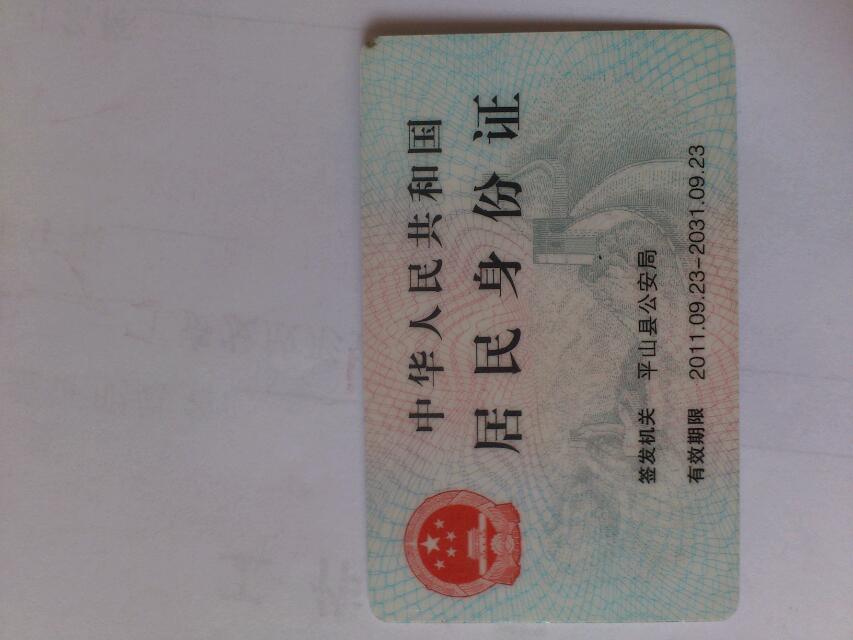 中华人民共和国
居民身份证
签发机关 平山县公安局
有效期限 2011.09.23-2031.09.23